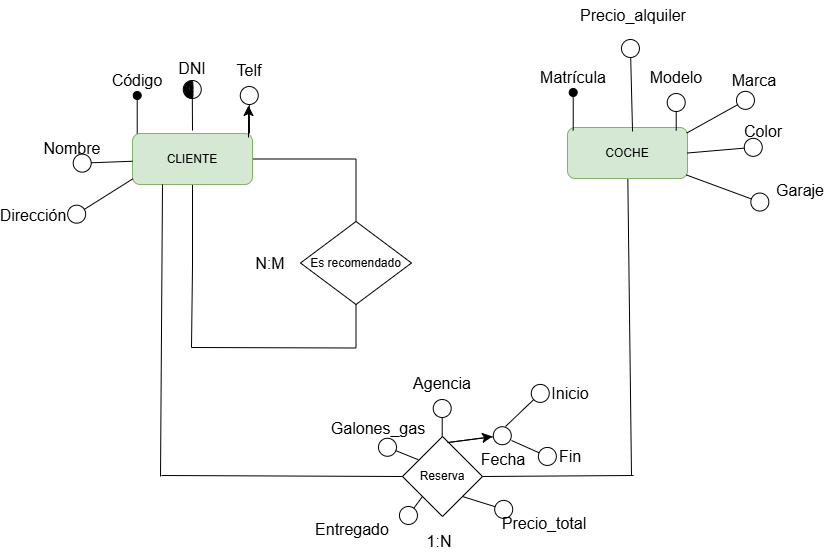 Precio_alquiler
DNI
Telf
Código
Matrícula
Modelo
Marca
Color
Nombre
CLIENTE
COCHE
Garaje
Dirección
N:M
Es recomendado
Agencia
Inicio
Galones_gas
Fecha
Fin
Reserva
Entregado
Precio_total
1:N